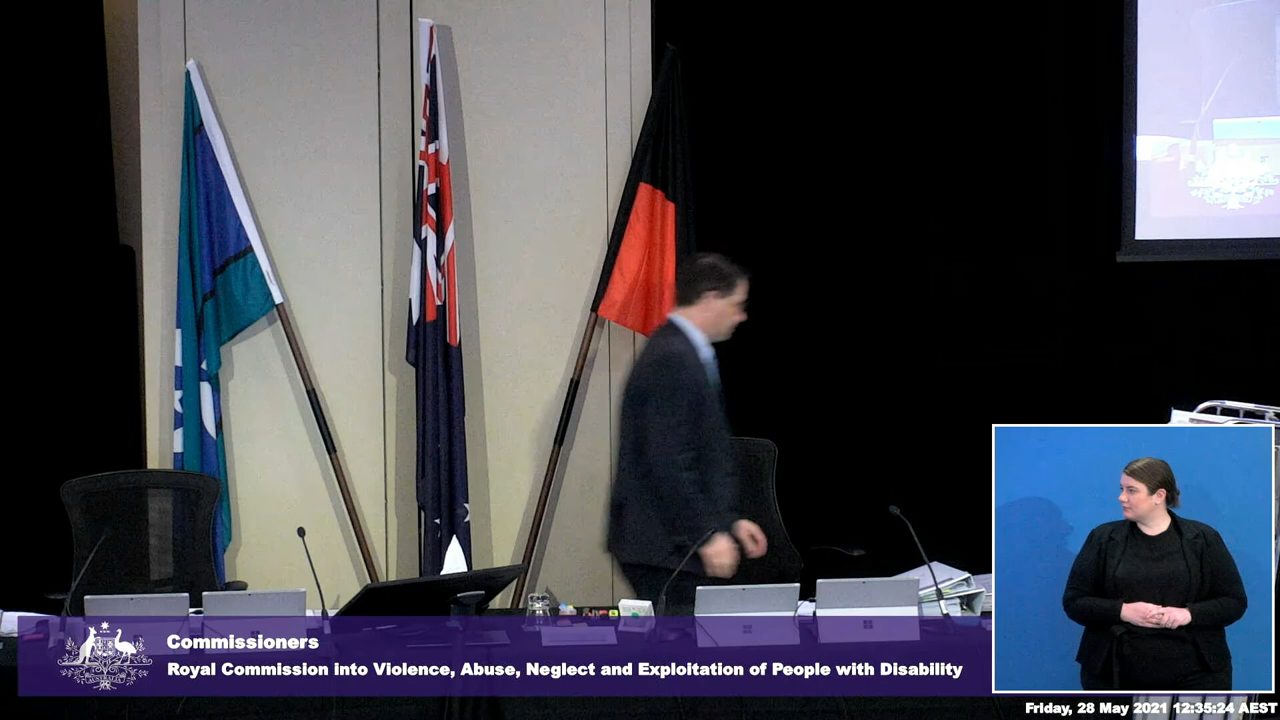 Commissioners
Royal Commission into Violence, Abuse, Neglect and Exploitation of People with Disability
Friday, 28 May 2021 12:35:24 AEST